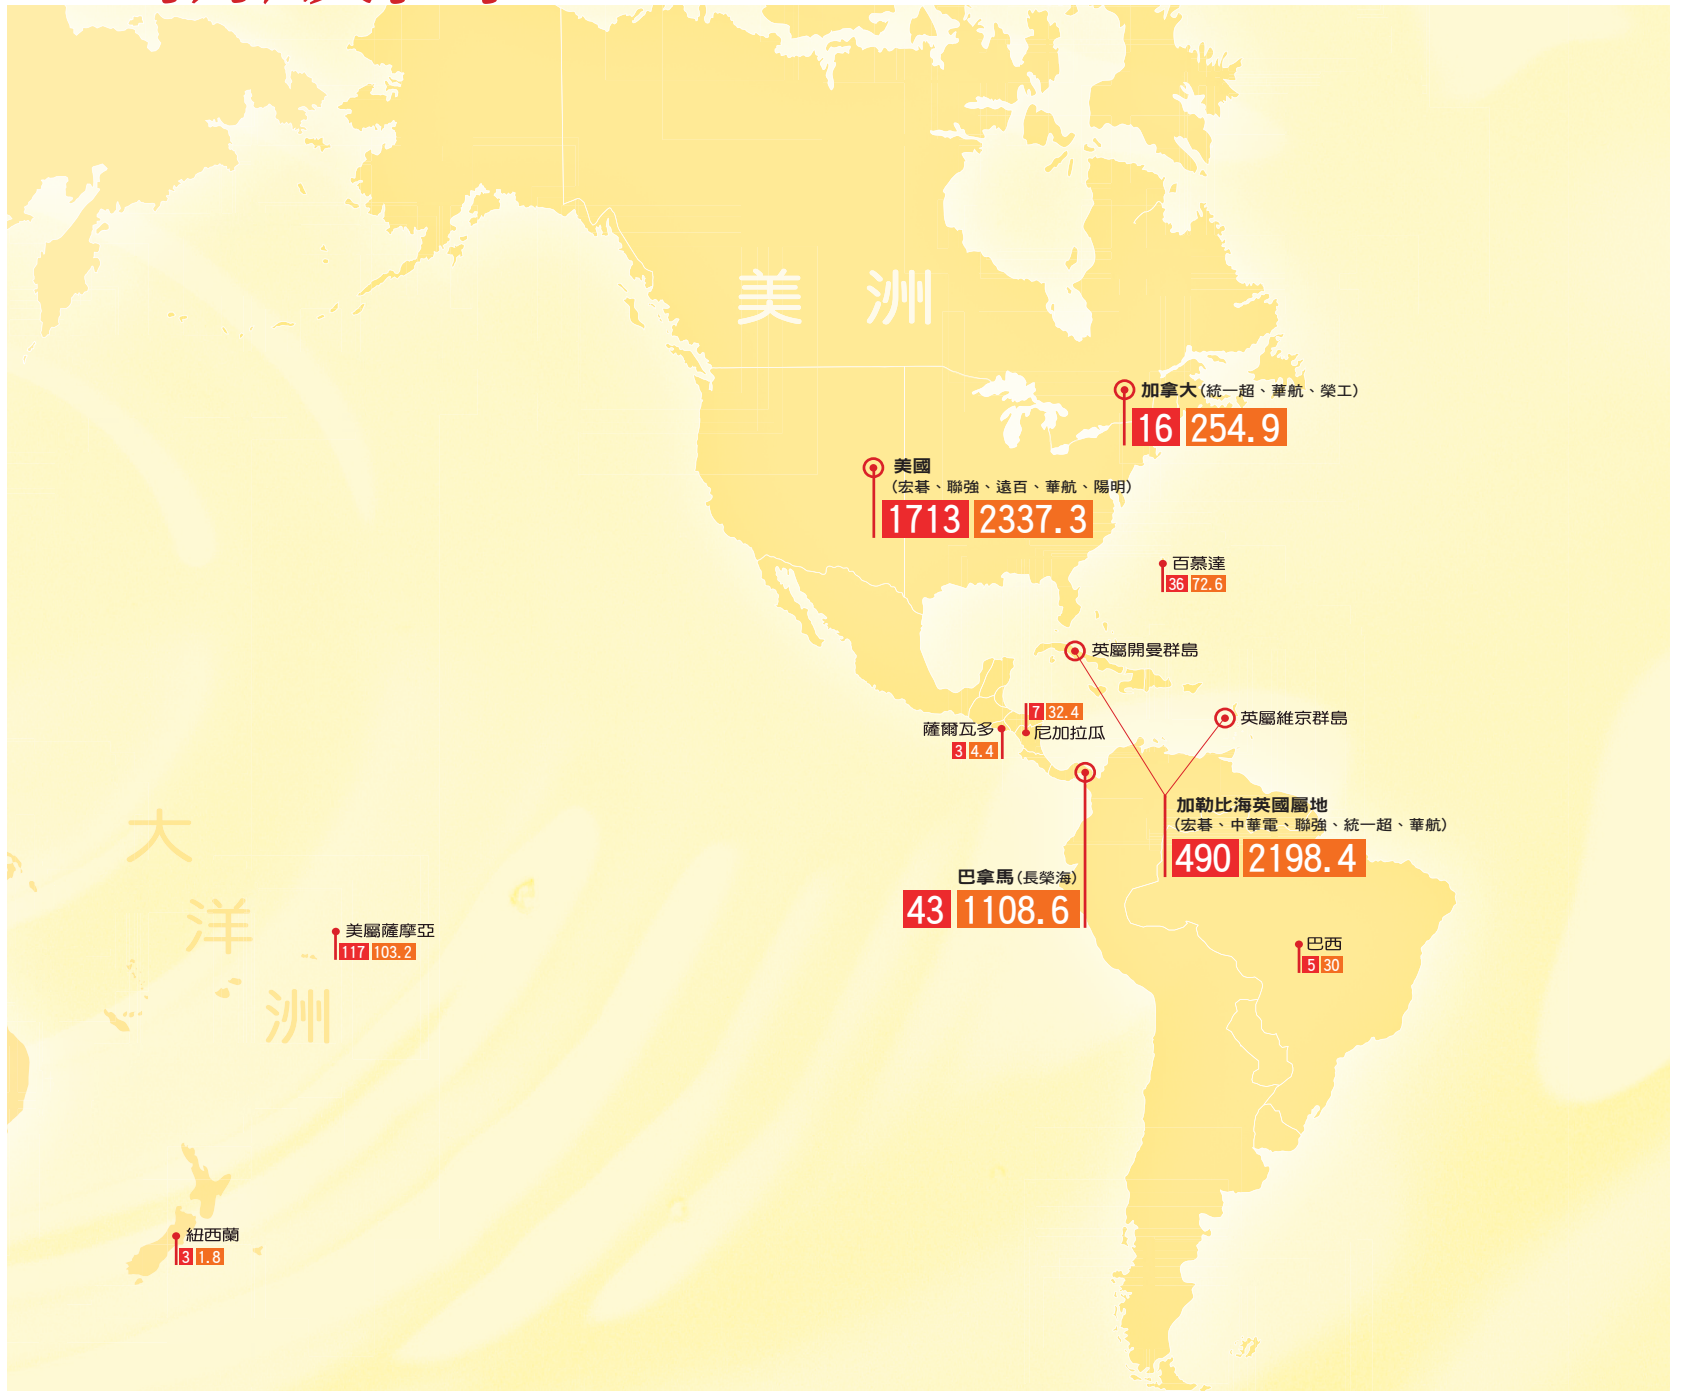 美 洲
加拿大(統一超、華航、榮工)
16 254.9
美國
(宏碁、聯強、遠百、華航、陽明)
1713 2337.3
百慕達
36 72.6
英屬開曼群島
英屬維京群島
7 32.4
尼加拉瓜
薩爾瓦多
3 4.4
加勒比海英國屬地
(宏碁、中華電、聯強、統一超、華航)
490 2198.4
巴拿馬(長榮海)
43 1108.6
巴西
5 30
大
洋
洲
美屬薩摩亞
117 103.2
紐西蘭
3 1.8